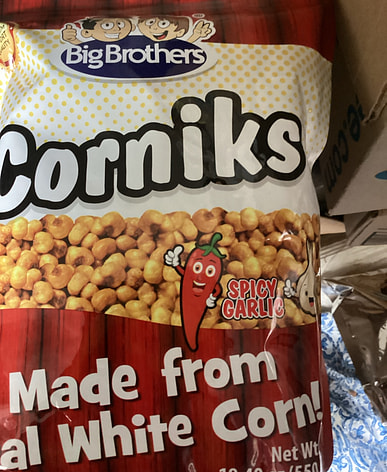 Big Brothers
Corniks
SPICY
GARLIC
Made from
al White Corn!
Net Wt